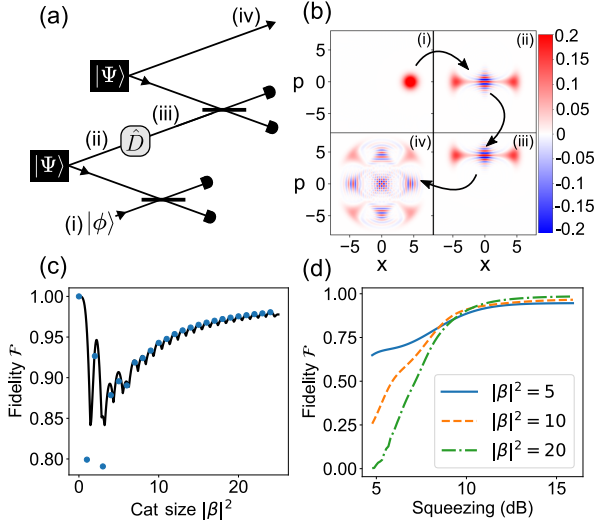 (a)
(iv)
|Ψ⟩
(iii)
(ii)
D̂
|Ψ⟩
(i) |ϕ⟩
(b)
(i)
(ii)
5
p 0
−5
(iv)
(iii)
5
p 0
−5
−5 0 5
−5 0 5
x
x
0.2
0.15
0.1
0.05
0
-0.05
-0.1
-0.15
-0.2
(c)
1.00
0.95
0.90
0.85
0.80
Fidelity ℱ
0 10 20
Cat size |β|²
(d)
1.00
0.75
0.50
0.25
0.00
Fidelity ℱ
|β|² = 5
|β|² = 10
|β|² = 20
5 10 15
Squeezing (dB)